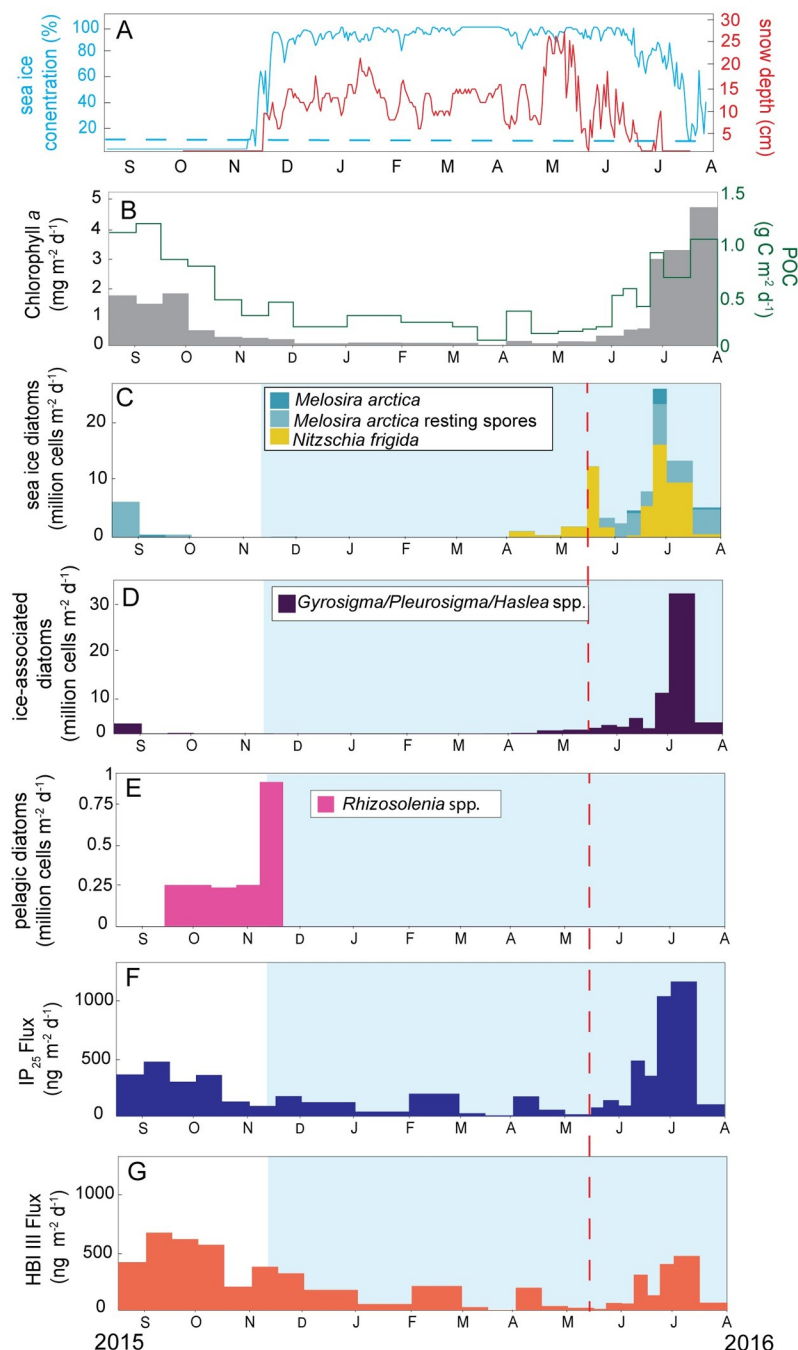 A
sea ice
conentration (%)
100
80
60
40
20
snow depth (cm)
30
25
20
15
10
5
S O N D J F M A M J J A
B
Chlorophyll a
(mg m-2 d-1)
5
4
3
2
1
0
POC
(g C m-2 d-1)
1.5
1.0
0.5
0
S O N D J F M A M J J A
C
sea ice diatoms
(million cells m-2 d-1)
20
10
0
Melosira arctica
Melosira arctica resting spores
Nitzschia frigida
S O N D J F M A M J J A
D
ice-associated
diatoms
(million cells m-2 d-1)
30
20
10
0
Gyrosigma/Pleurosigma/Haslea spp.
S O N D J F M A M J J A
E
pelagic diatoms
(million cells m-2 d-1)
1
0.75
0.5
0.25
0
Rhizosolenia spp.
S O N D J F M A M J J A
F
IP25 Flux
(ng m-2 d-1)
1000
500
0
S O N D J F M A M J J A
G
HBI III Flux
(ng m-2 d-1)
1000
500
0
S O N D J F M A M J J A
2015 2016